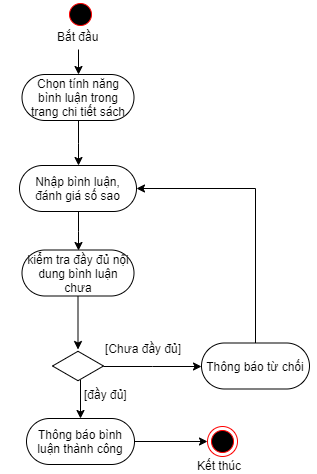 Bắt đầu
Chọn tính năng
bình luận trong
trang chi tiết sách
Nhập bình luận,
đánh giá số sao
kiểm tra đầy đủ nội
dung bình luận
chưa
[Chưa đầy đủ]
Thông báo từ chối
[đầy đủ]
Thông báo bình
luận thành công
Kết thúc